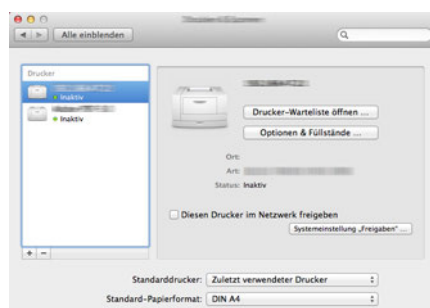 Alle einblenden
Drucker
Inaktiv
Inaktiv
Drucker-Warteliste öffnen ...
Optionen & Füllstände ...
Ort:
Art:
Status: Inaktiv
Diesen Drucker im Netzwerk freigeben
Systemeinstellung „Freigaben“ ...
+ −
Standarddrucker: Zuletzt verwendeter Drucker
Standard-Papierformat: DIN A4